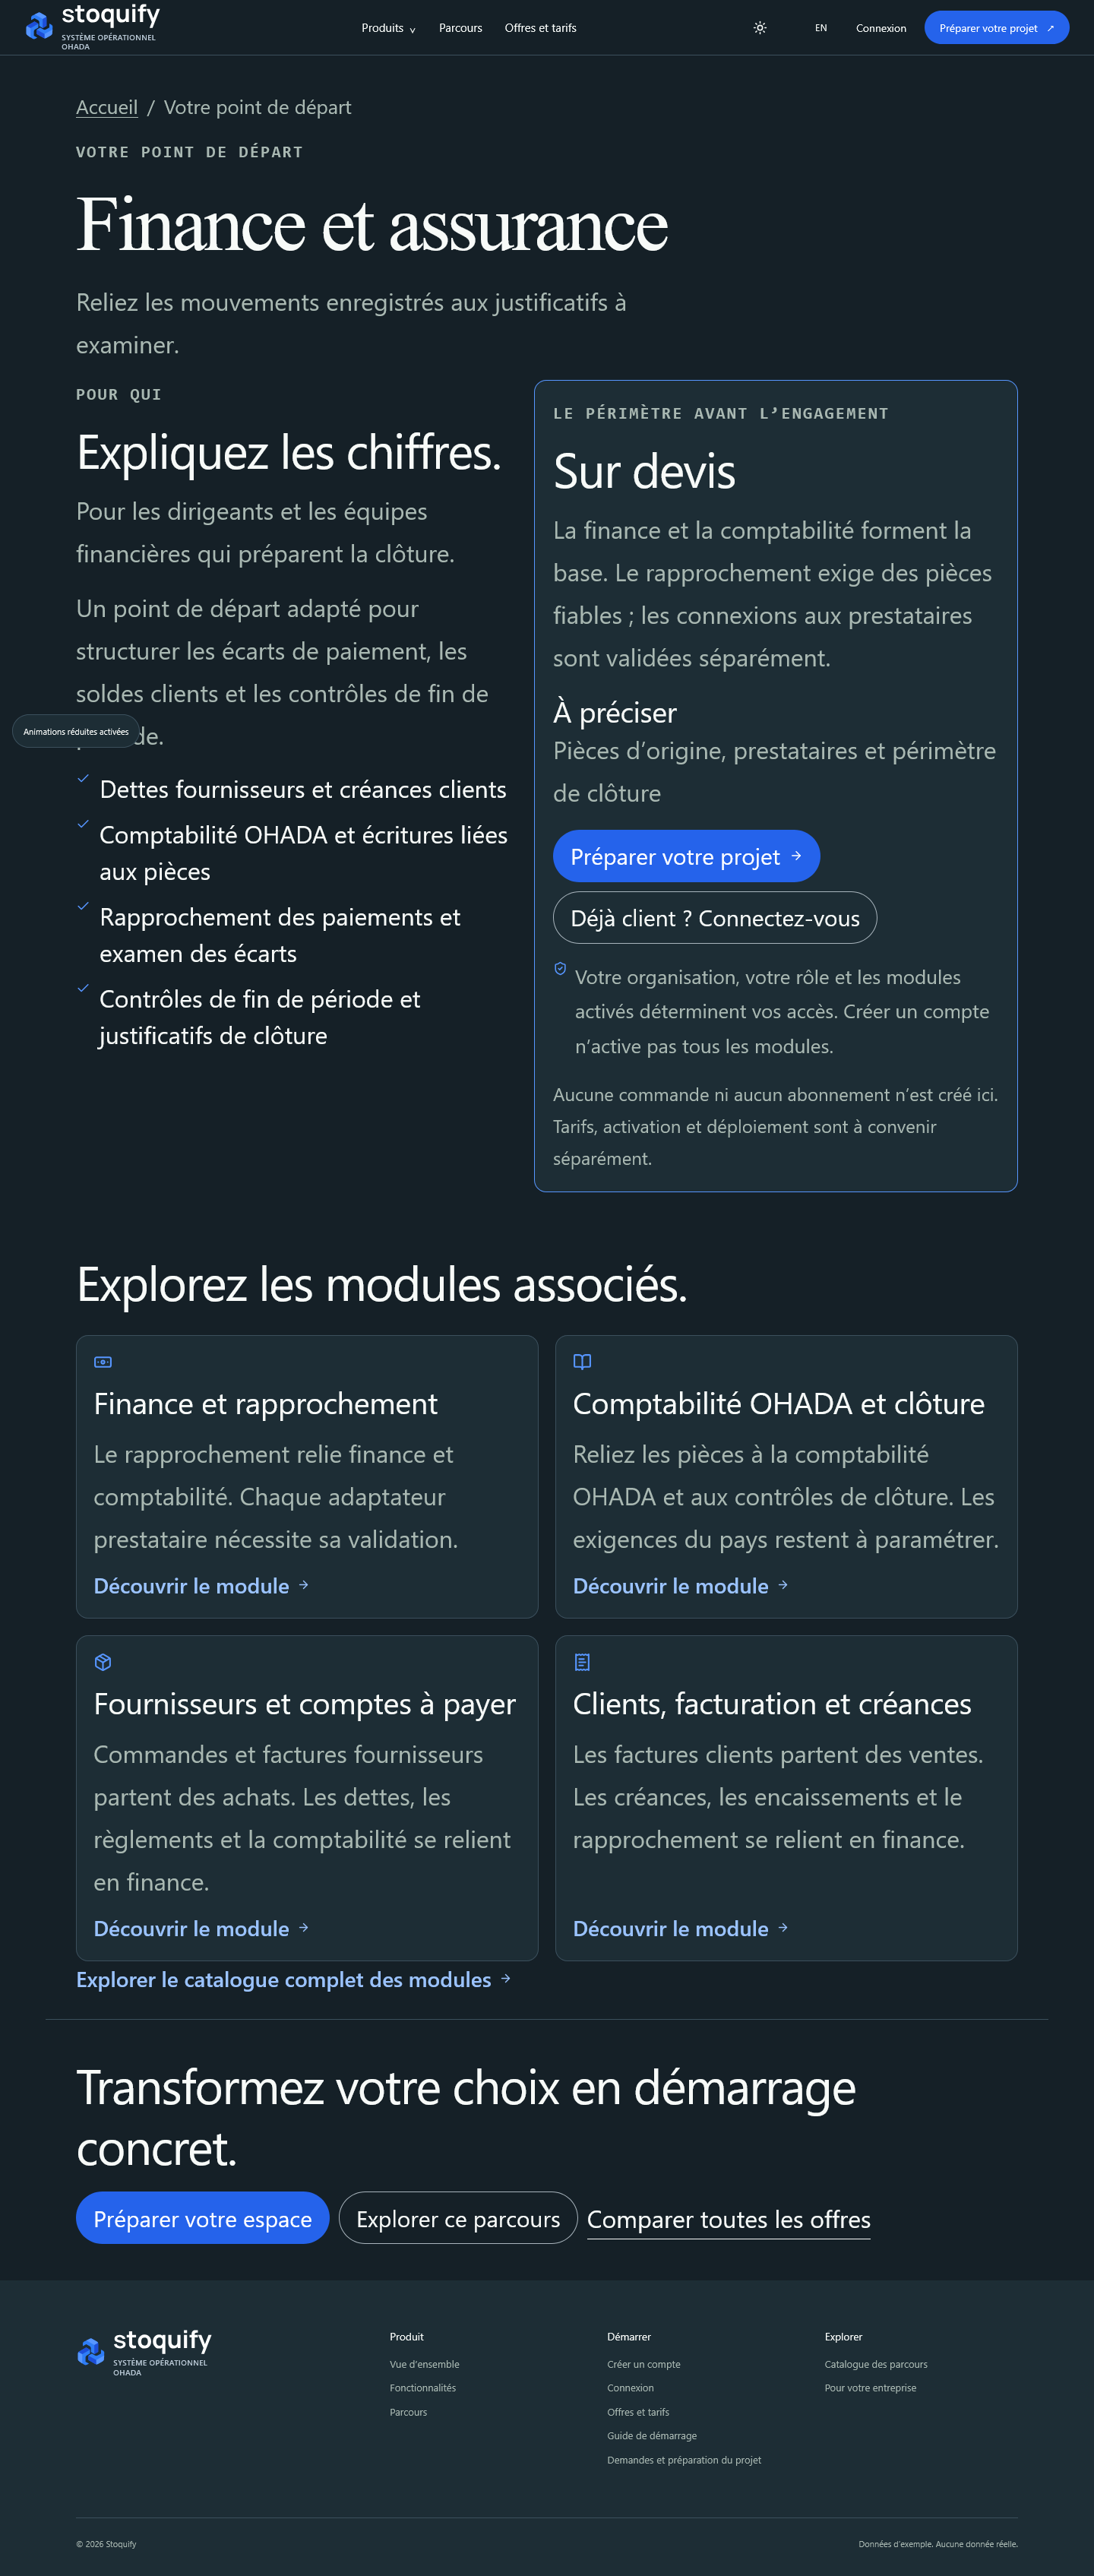 stoquify
SYSTÈME OPÉRATIONNEL
OHADA
Produits
Parcours
Offres et tarifs
EN
Connexion
Préparer votre projet
Accueil / Votre point de départ
VOTRE POINT DE DÉPART
Finance et assurance
Reliez les mouvements enregistrés aux justificatifs à
examiner.
POUR QUI
Expliquez les chiffres.
Pour les dirigeants et les équipes
financières qui préparent la clôture.
Un point de départ adapté pour
structurer les écarts de paiement, les
soldes clients et les contrôles de fin de
de.
Animations réduites activées
Dettes fournisseurs et créances clients
Comptabilité OHADA et écritures liées
aux pièces
Rapprochement des paiements et
examen des écarts
Contrôles de fin de période et
justificatifs de clôture
LE PÉRIMÈTRE AVANT L’ENGAGEMENT
Sur devis
La finance et la comptabilité forment la
base. Le rapprochement exige des pièces
fiables ; les connexions aux prestataires
sont validées séparément.
À préciser
Pièces d’origine, prestataires et périmètre
de clôture
Préparer votre projet
Déjà client ? Connectez-vous
Votre organisation, votre rôle et les modules
activés déterminent vos accès. Créer un compte
n’active pas tous les modules.
Aucune commande ni aucun abonnement n’est créé ici.
Tarifs, activation et déploiement sont à convenir
séparément.
Explorez les modules associés.
Finance et rapprochement
Le rapprochement relie finance et
comptabilité. Chaque adaptateur
prestataire nécessite sa validation.
Découvrir le module
Comptabilité OHADA et clôture
Reliez les pièces à la comptabilité
OHADA et aux contrôles de clôture. Les
exigences du pays restent à paramétrer.
Découvrir le module
Fournisseurs et comptes à payer
Commandes et factures fournisseurs
partent des achats. Les dettes, les
règlements et la comptabilité se relient
en finance.
Découvrir le module
Clients, facturation et créances
Les factures clients partent des ventes.
Les créances, les encaissements et le
rapprochement se relient en finance.
Découvrir le module
Explorer le catalogue complet des modules
Transformez votre choix en démarrage
concret.
Préparer votre espace
Explorer ce parcours
Comparer toutes les offres
stoquify
SYSTÈME OPÉRATIONNEL
OHADA
Produit
Vue d’ensemble
Fonctionnalités
Parcours
Démarrer
Créer un compte
Connexion
Offres et tarifs
Guide de démarrage
Demandes et préparation du projet
Explorer
Catalogue des parcours
Pour votre entreprise
© 2026 Stoquify
Données d’exemple. Aucune donnée réelle.